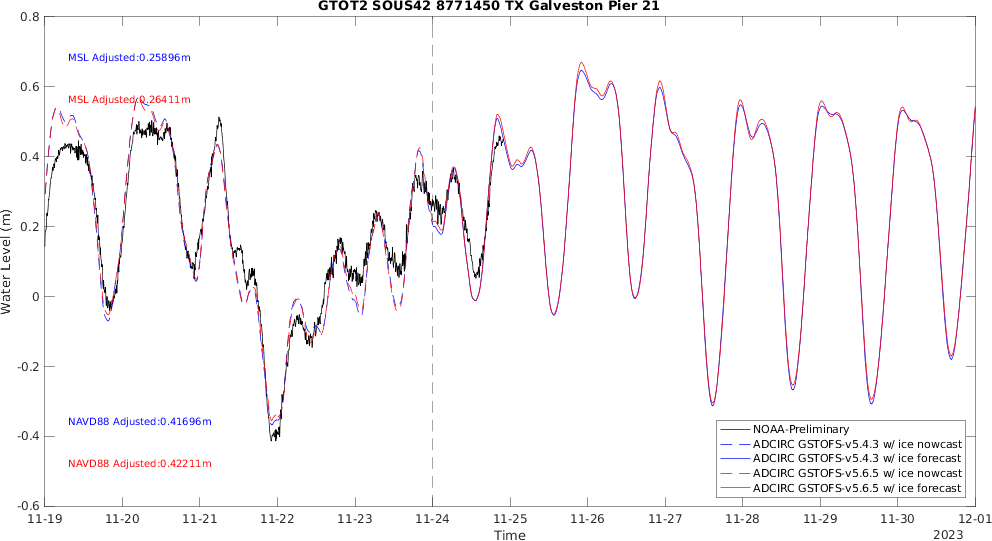 GTOT2 SOUS42 8771450 TX Galveston Pier 21
0.8
0.6
0.4
0.2
0
-0.2
-0.4
-0.6
Water Level (m)
MSL Adjusted:0.25896m
MSL Adjusted:0.26411m
NAVD88 Adjusted:0.41696m
NAVD88 Adjusted:0.42211m
NOAA-Preliminary
ADCIRC GSTOFS-v5.4.3 w/ ice nowcast
ADCIRC GSTOFS-v5.4.3 w/ ice forecast
ADCIRC GSTOFS-v5.6.5 w/ ice nowcast
ADCIRC GSTOFS-v5.6.5 w/ ice forecast
11-19 11-20 11-21 11-22 11-23 11-24 11-25 11-26 11-27 11-28 11-29 11-30 12-01
Time
2023